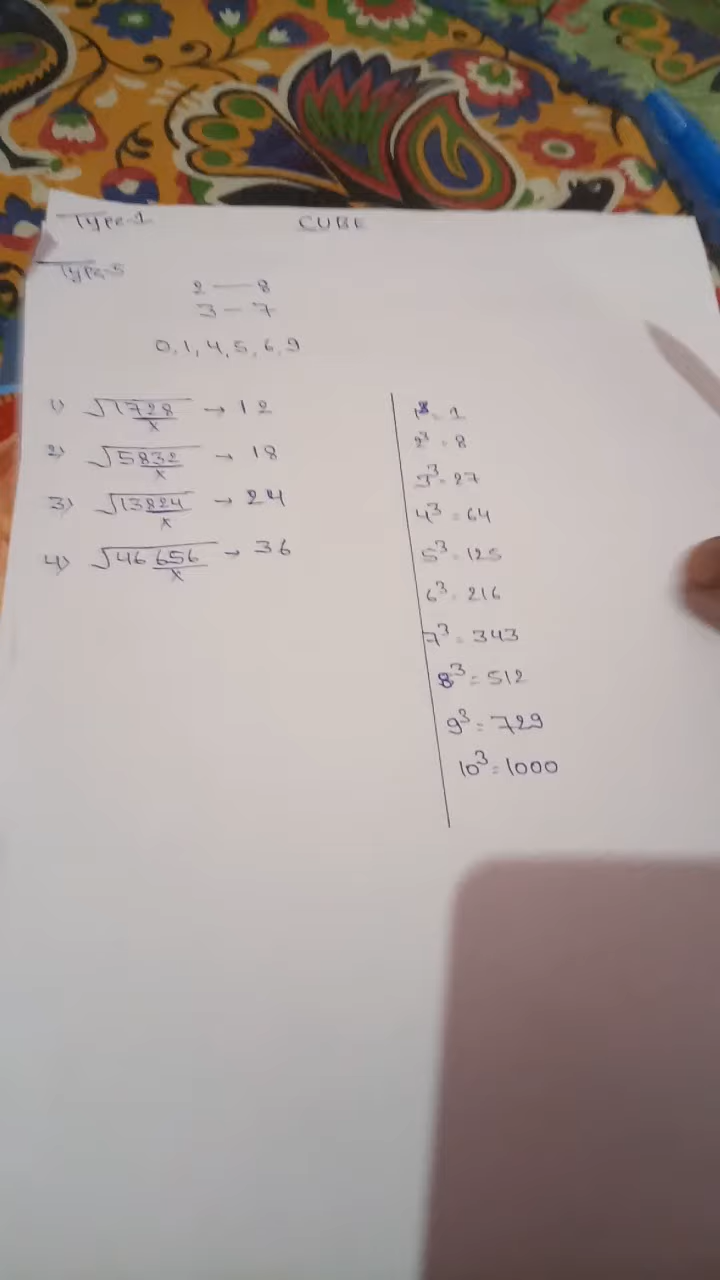 Type-1 CUBE
Type-5
2 — 8
3 — 7
0, 1, 4, 5, 6, 9
1) √1728 → 12
x
2) √5832 → 18
x
3) √13824 → 24
x
4) √46656 → 36
x
1³ = 1
2³ = 8
3³ = 27
4³ = 64
5³ = 125
6³ = 216
7³ = 343
8³ = 512
9³ = 729
10³ = 1000